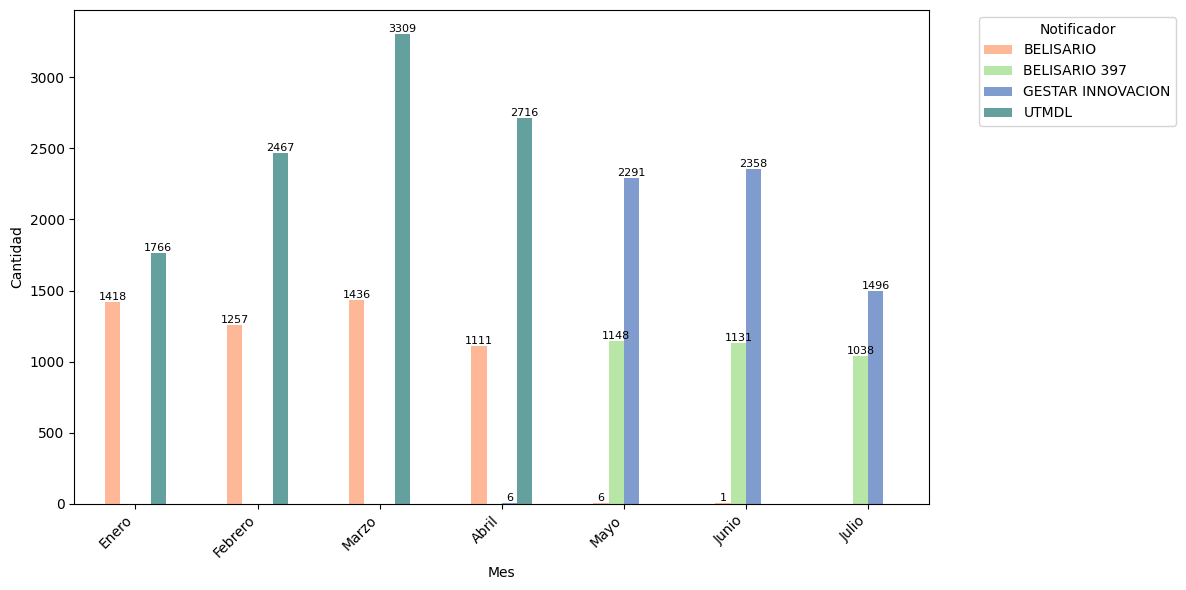 Notificador
BELISARIO
BELISARIO 397
GESTAR INNOVACION
UTMDL
Cantidad
3000
2500
2000
1500
1000
500
0
1418
1766
1257
2467
1436
3309
1111
6
2716
6
1148
2291
1
1131
2358
1038
1496
Enero
Febrero
Marzo
Abril
Mayo
Junio
Julio
Mes